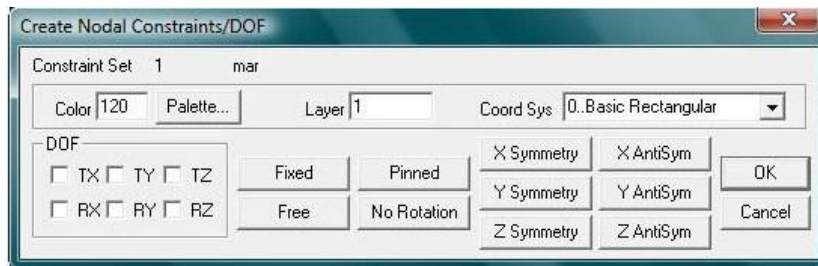 Create Nodal Constraints/DOF
Constraint Set 1 mar
Color 120 Palette... Layer 1 Coord Sys 0..Basic Rectangular
DOF
TX TY TZ
RX RY RZ
Fixed Pinned
Free No Rotation
X Symmetry X AntiSym
Y Symmetry Y AntiSym
Z Symmetry Z AntiSym
OK
Cancel